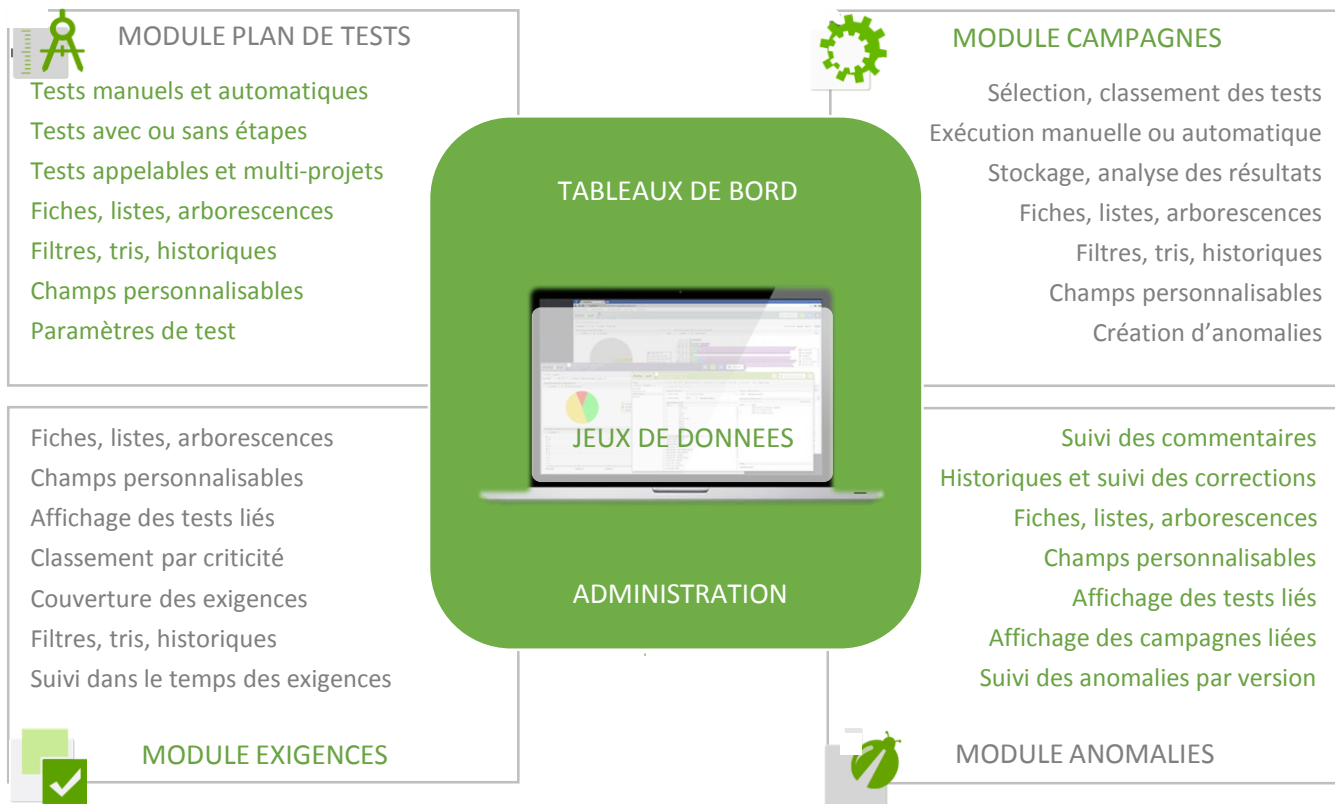 MODULE PLAN DE TESTS
Tests manuels et automatiques
Tests avec ou sans étapes
Tests appelables et multi-projets
Fiches, listes, arborescences
Filtres, tris, historiques
Champs personnalisables
Paramètres de test
MODULE CAMPAGNES
Sélection, classement des tests
Exécution manuelle ou automatique
Stockage, analyse des résultats
Fiches, listes, arborescences
Filtres, tris, historiques
Champs personnalisables
Création d’anomalies
TABLEAUX DE BORD
JEUX DE DONNEES
ADMINISTRATION
Fiches, listes, arborescences
Champs personnalisables
Affichage des tests liés
Classement par criticité
Couverture des exigences
Filtres, tris, historiques
Suivi dans le temps des exigences
MODULE EXIGENCES
Suivi des commentaires
Historiques et suivi des corrections
Fiches, listes, arborescences
Champs personnalisables
Affichage des tests liés
Affichage des campagnes liées
Suivi des anomalies par version
MODULE ANOMALIES